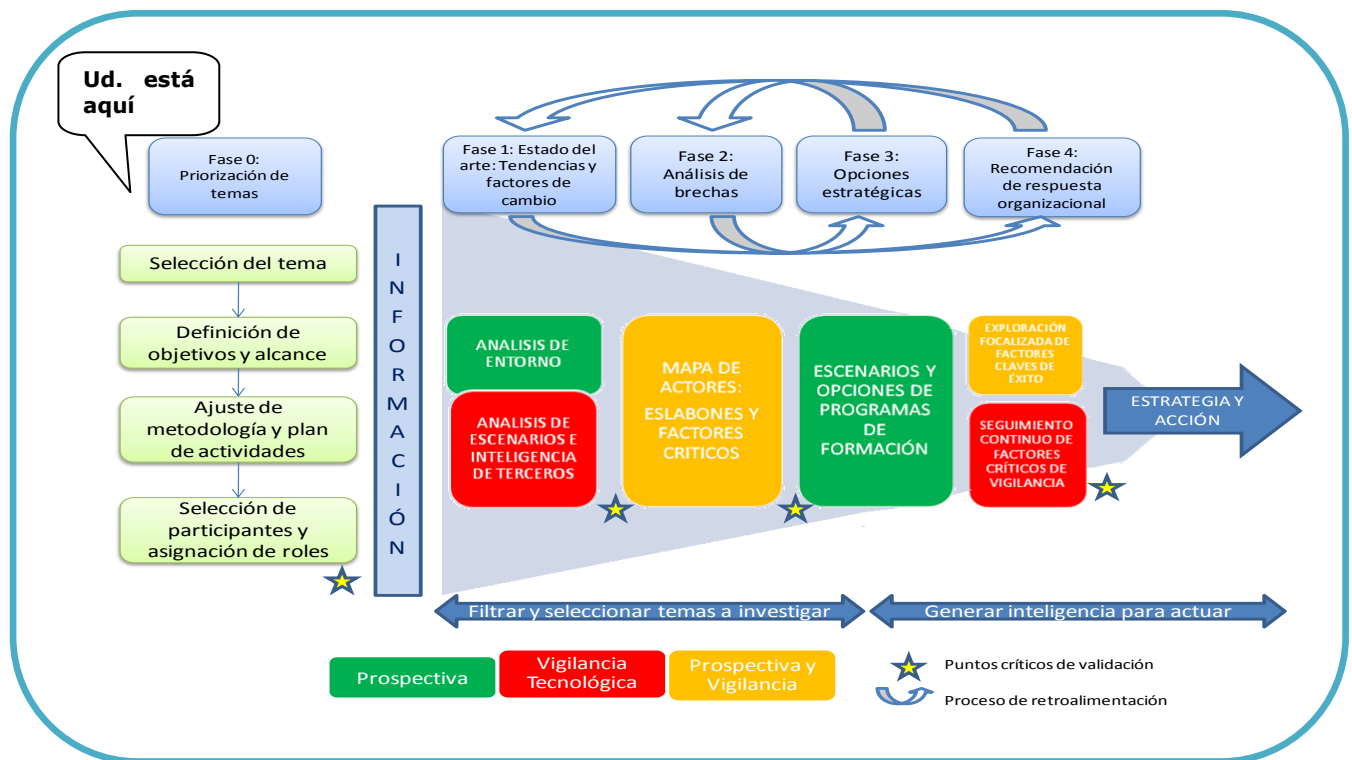 Ud. está
aquí
Fase 0:
Priorización de
temas
Fase 1: Estado del
arte: Tendencias y
factores de
cambio
Fase 2:
Análisis de
brechas
Fase 3:
Opciones
estratégicas
Fase 4:
Recomendación
de respuesta
organizacional
Selección del tema
Definición de
objetivos y alcance
Ajuste de
metodología y plan
de actividades
Selección de
participantes y
asignación de roles
I
N
F
O
R
M
A
C
I
Ó
N
ANALISIS DE
ENTORNO
ANALISIS DE
ESCENARIOS E
INTELIGENCIA
DE TERCEROS
MAPA DE
ACTORES:
ESLABONES Y
FACTORES
CRITICOS
ESCENARIOS Y
OPCIONES DE
PROGRAMAS
DE
FORMACIÓN
EXPLORACIÓN
FOCALIZADA DE
FACTORES
CLAVES DE
ÉXITO
SEGUIMIENTO
CONTINUO DE
FACTORES
CRÍTICOS DE
VIGILANCIA
ESTRATEGIA Y
ACCIÓN
Filtrar y seleccionar temas a investigar
Generar inteligencia para actuar
Prospectiva
Vigilancia
Tecnológica
Prospectiva y
Vigilancia
Puntos críticos de validación
Proceso de retroalimentación